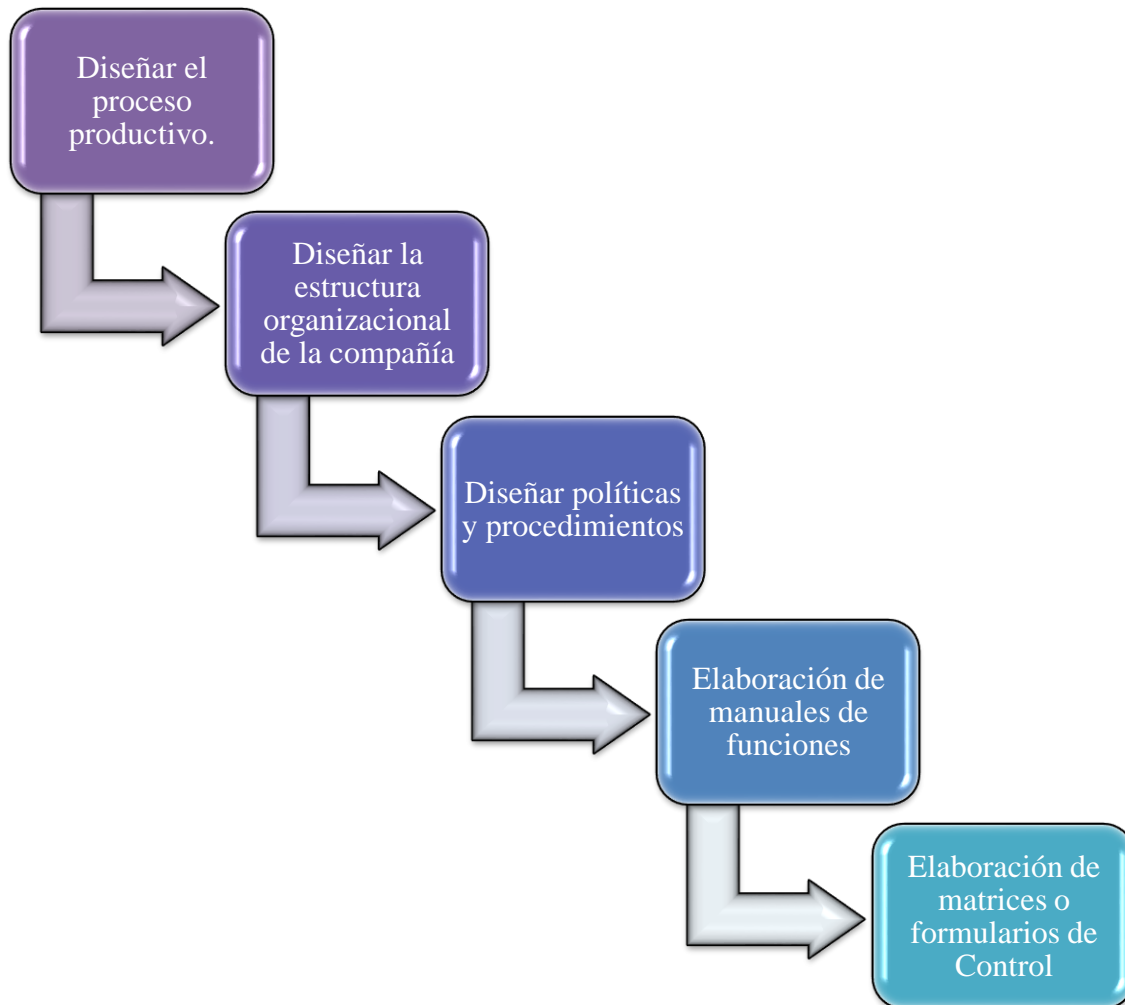 Diseñar el
proceso
productivo.
Diseñar la
estructura
organizacional
de la compañía
Diseñar políticas
y procedimientos
Elaboración de
manuales de
funciones
Elaboración de
matrices o
formularios de
Control